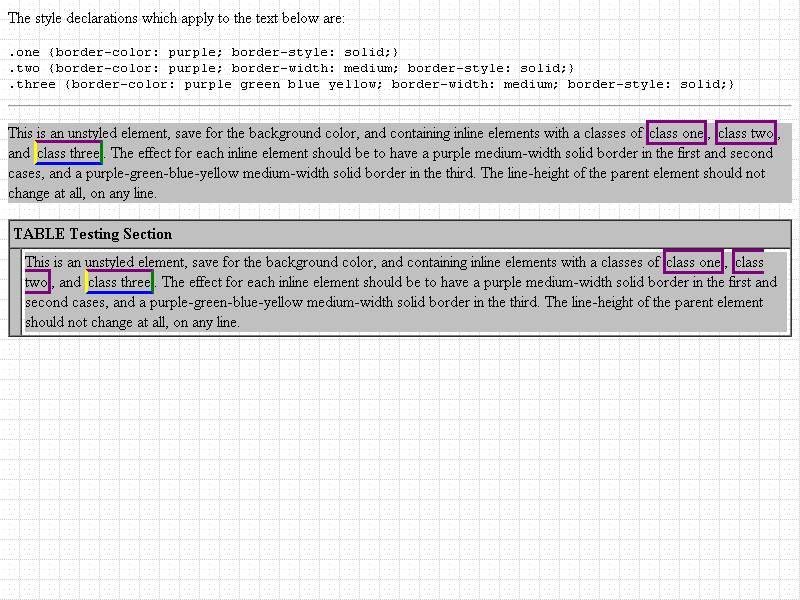 The style declarations which apply to the text below are:
.one {border-color: purple; border-style: solid;}
.two {border-color: purple; border-width: medium; border-style: solid;}
.three {border-color: purple green blue yellow; border-width: medium; border-style: solid;}
This is an unstyled element, save for the background color, and containing inline elements with a classes of class one, class two,
and class three. The effect for each inline element should be to have a purple medium-width solid border in the first and second
cases, and a purple-green-blue-yellow medium-width solid border in the third. The line-height of the parent element should not
change at all, on any line.
TABLE Testing Section
This is an unstyled element, save for the background color, and containing inline elements with a classes of class one, class
two, and class three. The effect for each inline element should be to have a purple medium-width solid border in the first and
second cases, and a purple-green-blue-yellow medium-width solid border in the third. The line-height of the parent element
should not change at all, on any line.